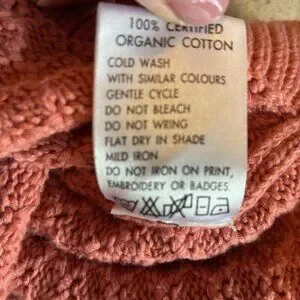 100% CERTIFIED
ORGANIC COTTON
COLD WASH
WITH SIMILAR COLOURS
GENTLE CYCLE
DO NOT BLEACH
DO NOT WRING
FLAT DRY IN SHADE
MILD IRON
DO NOT IRON ON PRINT,
EMBROIDERY OR BADGES.